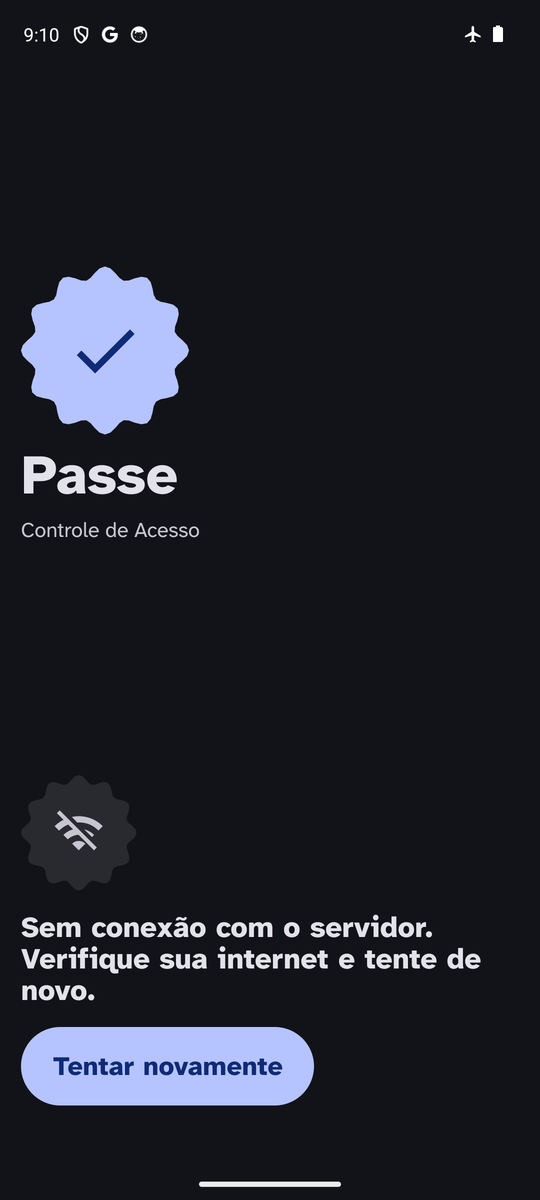 9:10
Passe
Controle de Acesso
Sem conexão com o servidor.
Verifique sua internet e tente de
novo.
Tentar novamente